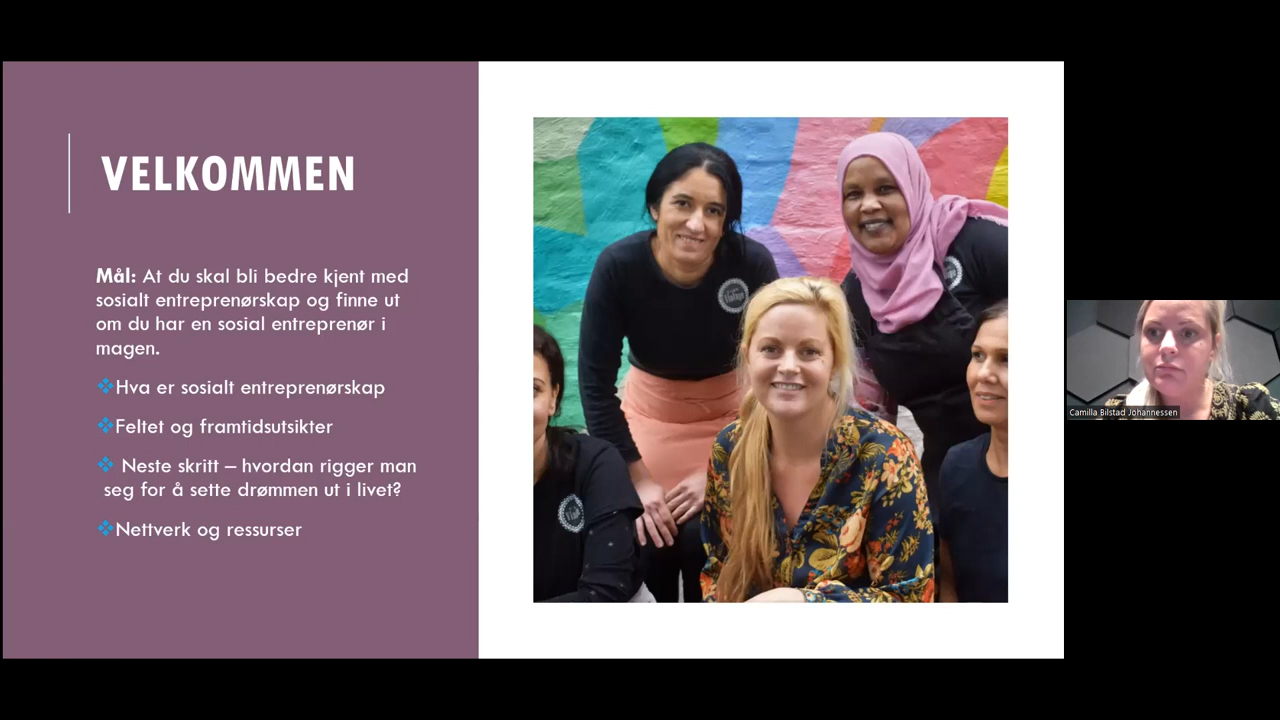 VELKOMMEN
Mål: At du skal bli bedre kjent med
sosialt entreprenørskap og finne ut
om du har en sosial entreprenør i
magen.
❖Hva er sosialt entreprenørskap
❖Feltet og framtidsutsikter
❖ Neste skritt – hvordan rigger man
seg for å sette drømmen ut i livet?
❖Nettverk og ressurser
Camilla Bilstad Johannessen